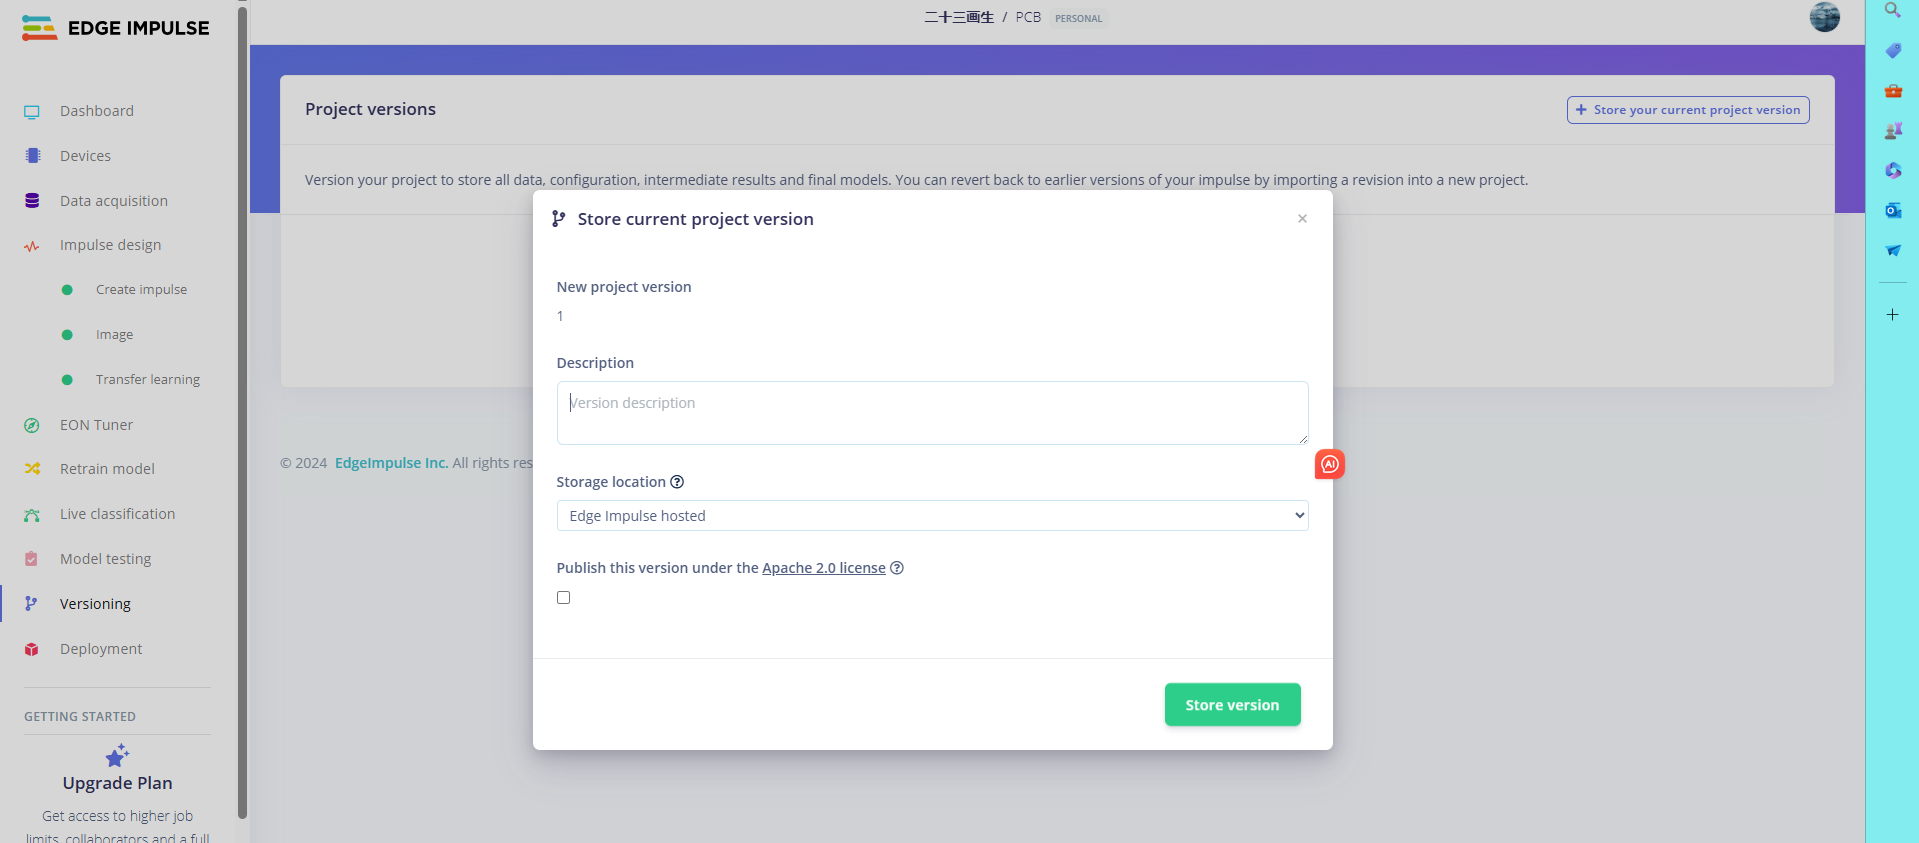 EDGE IMPULSE
二十三画生 / PCB PERSONAL
Dashboard
Devices
Data acquisition
Impulse design
Create impulse
Image
Transfer learning
EON Tuner
Retrain model
Live classification
Model testing
Versioning
Deployment
GETTING STARTED
Upgrade Plan
Get access to higher job
limits, collaborators and a full
Project versions
+ Store your current project version
Version your project to store all data, configuration, intermediate results and final models. You can revert back to earlier versions of your impulse by importing a revision into a new project.
Store current project version
×
New project version
1
Description
Version description
AI
Storage location ?
Edge Impulse hosted
Publish this version under the Apache 2.0 license ?
Store version
© 2024 EdgeImpulse Inc. All rights res